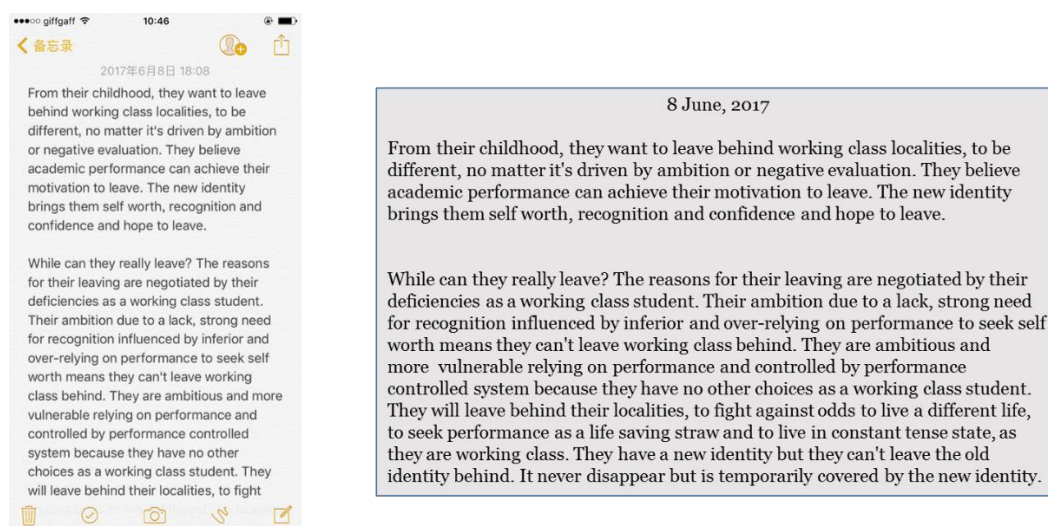 giffgaff
10:46
备忘录
2017年6月8日 18:08
From their childhood, they want to leave
behind working class localities, to be
different, no matter it's driven by ambition
or negative evaluation. They believe
academic performance can achieve their
motivation to leave. The new identity
brings them self worth, recognition and
confidence and hope to leave.
While can they really leave? The reasons
for their leaving are negotiated by their
deficiencies as a working class student.
Their ambition due to a lack, strong need
for recognition influenced by inferior and
over-relying on performance to seek self
worth means they can't leave working
class behind. They are ambitious and more
vulnerable relying on performance and
controlled by performance controlled
system because they have no other
choices as a working class student. They
will leave behind their localities, to fight
8 June, 2017
From their childhood, they want to leave behind working class localities, to be
different, no matter it's driven by ambition or negative evaluation. They believe
academic performance can achieve their motivation to leave. The new identity
brings them self worth, recognition and confidence and hope to leave.
While can they really leave? The reasons for their leaving are negotiated by their
deficiencies as a working class student. Their ambition due to a lack, strong need
for recognition influenced by inferior and over-relying on performance to seek self
worth means they can't leave working class behind. They are ambitious and
more vulnerable relying on performance and controlled by performance
controlled system because they have no other choices as a working class student.
They will leave behind their localities, to fight against odds to live a different life,
to seek performance as a life saving straw and to live in constant tense state, as
they are working class. They have a new identity but they can't leave the old
identity behind. It never disappear but is temporarily covered by the new identity.